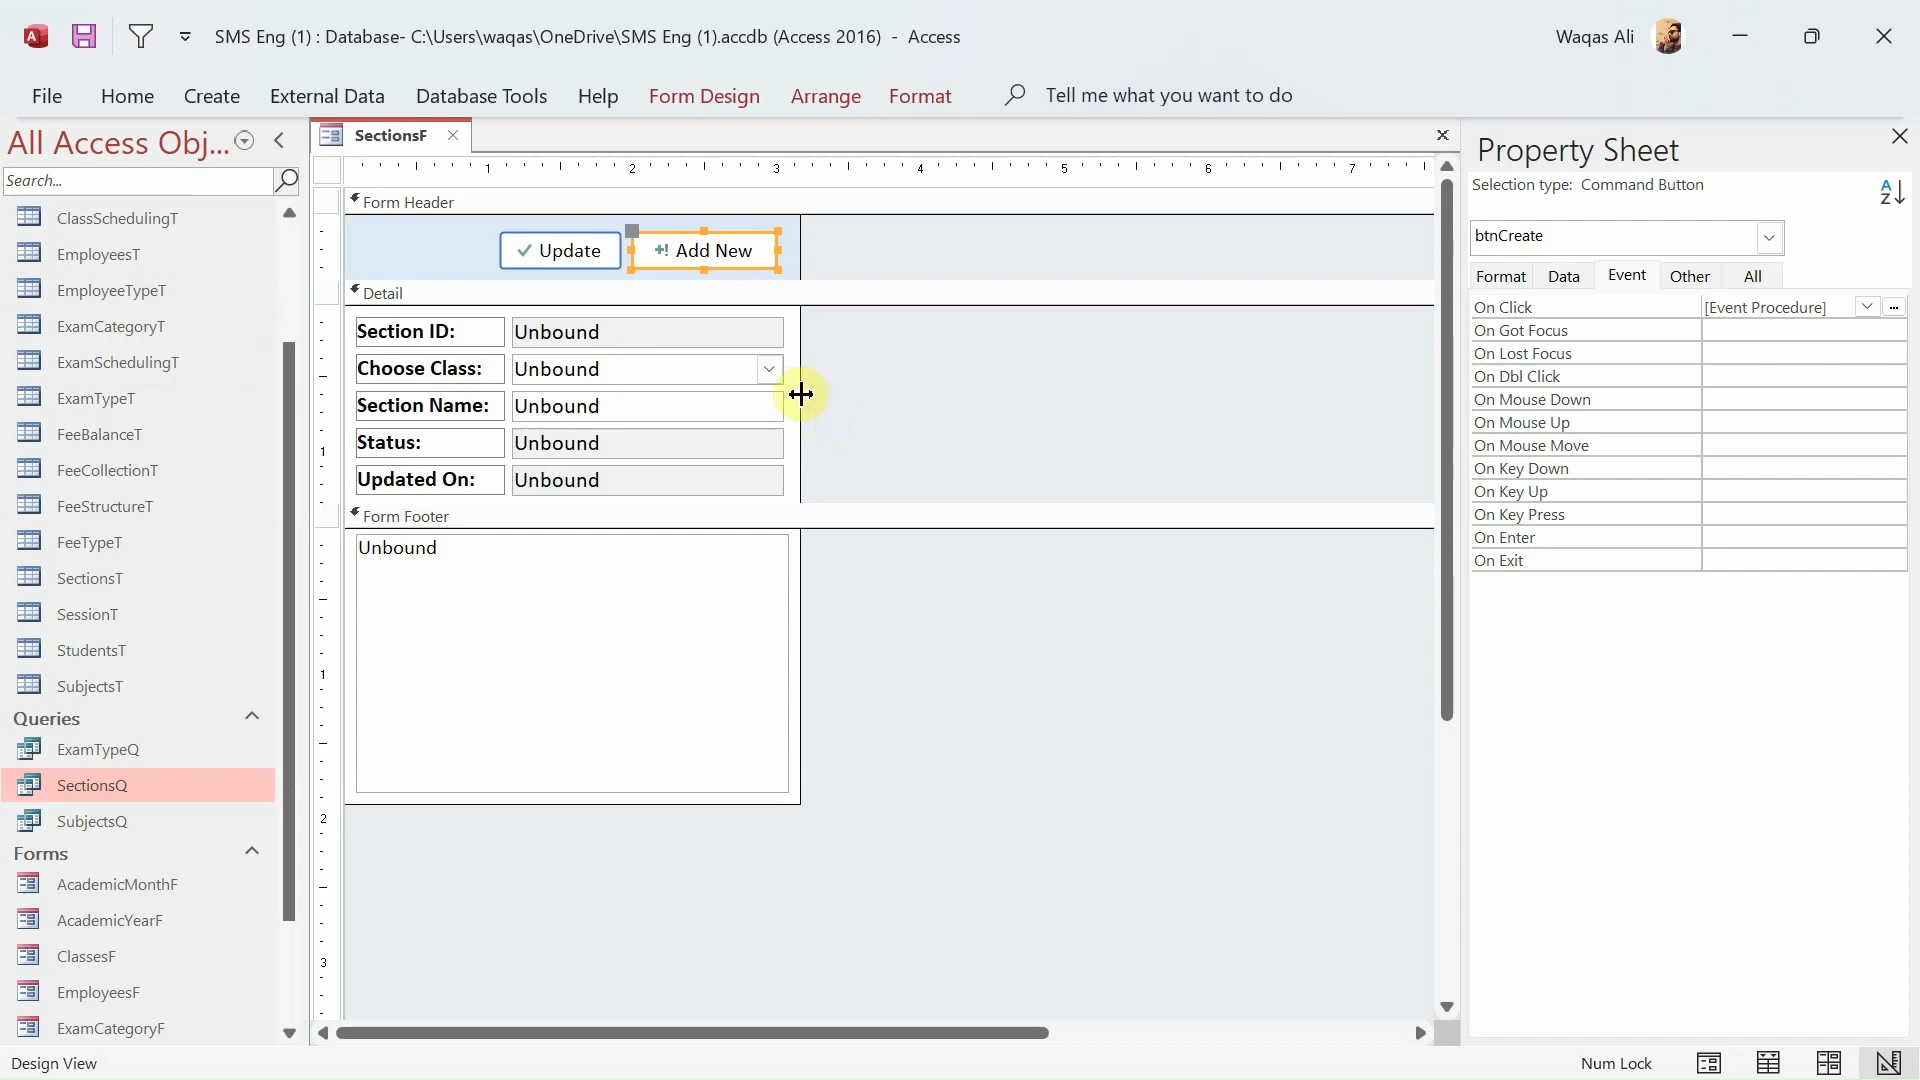 SMS Eng (1) : Database- C:\Users\waqas\OneDrive\SMS Eng (1).accdb (Access 2016) - Access
Waqas Ali
File Home Create External Data Database Tools Help Form Design Arrange Format Tell me what you want to do
All Access Obj...
Search...
ClassSchedulingT
EmployeesT
EmployeeTypeT
ExamCategoryT
ExamSchedulingT
ExamTypeT
FeeBalanceT
FeeCollectionT
FeeStructureT
FeeTypeT
SectionsT
SessionT
StudentsT
SubjectsT
Queries
ExamTypeQ
SectionsQ
SubjectsQ
Forms
AcademicMonthF
AcademicYearF
ClassesF
EmployeesF
ExamCategoryF
SectionsF
1 2 3 4 5 6 7
Form Header
Update
Add New
Detail
Section ID: Unbound
Choose Class: Unbound
Section Name: Unbound
Status: Unbound
Updated On: Unbound
1
Form Footer
Unbound
1
2
3
Property Sheet
Selection type: Command Button
A
Z
btnCreate
Format Data Event Other All
On Click [Event Procedure] ...
On Got Focus
On Lost Focus
On Dbl Click
On Mouse Down
On Mouse Up
On Mouse Move
On Key Down
On Key Up
On Key Press
On Enter
On Exit
Design View
Num Lock